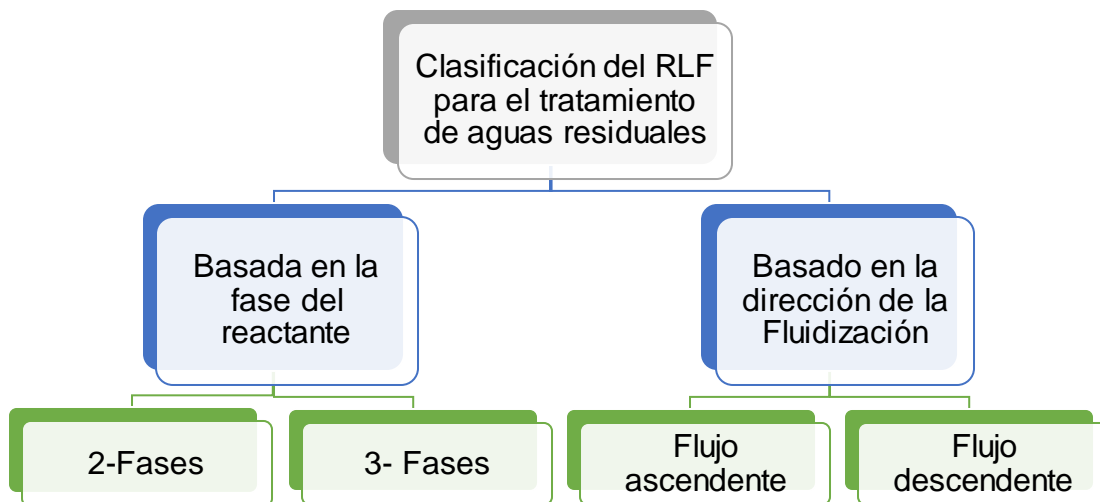 Clasificación del RLF
para el tratamiento
de aguas residuales
Basada en la
fase del
reactante
Basado en la
dirección de la
Fluidización
2-Fases
3- Fases
Flujo
ascendente
Flujo
descendente